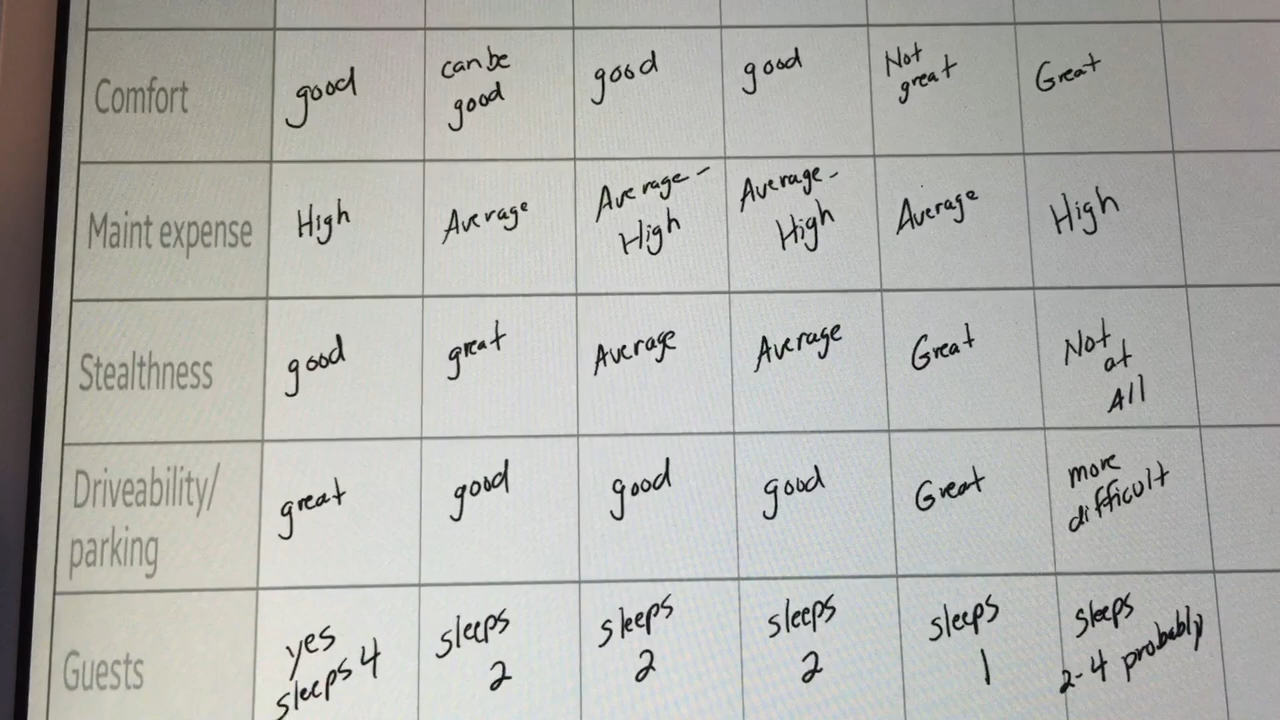 Comfort good can be good good good Not great Great
Maint expense High Average Average - High Average - High Average High
Stealthness good great Average Average Great Not at All
Driveability/ parking great good good good Great more difficult
Guests yes sleeps 4 sleeps 2 sleeps 2 sleeps 2 sleeps 1 sleeps 2-4 probably